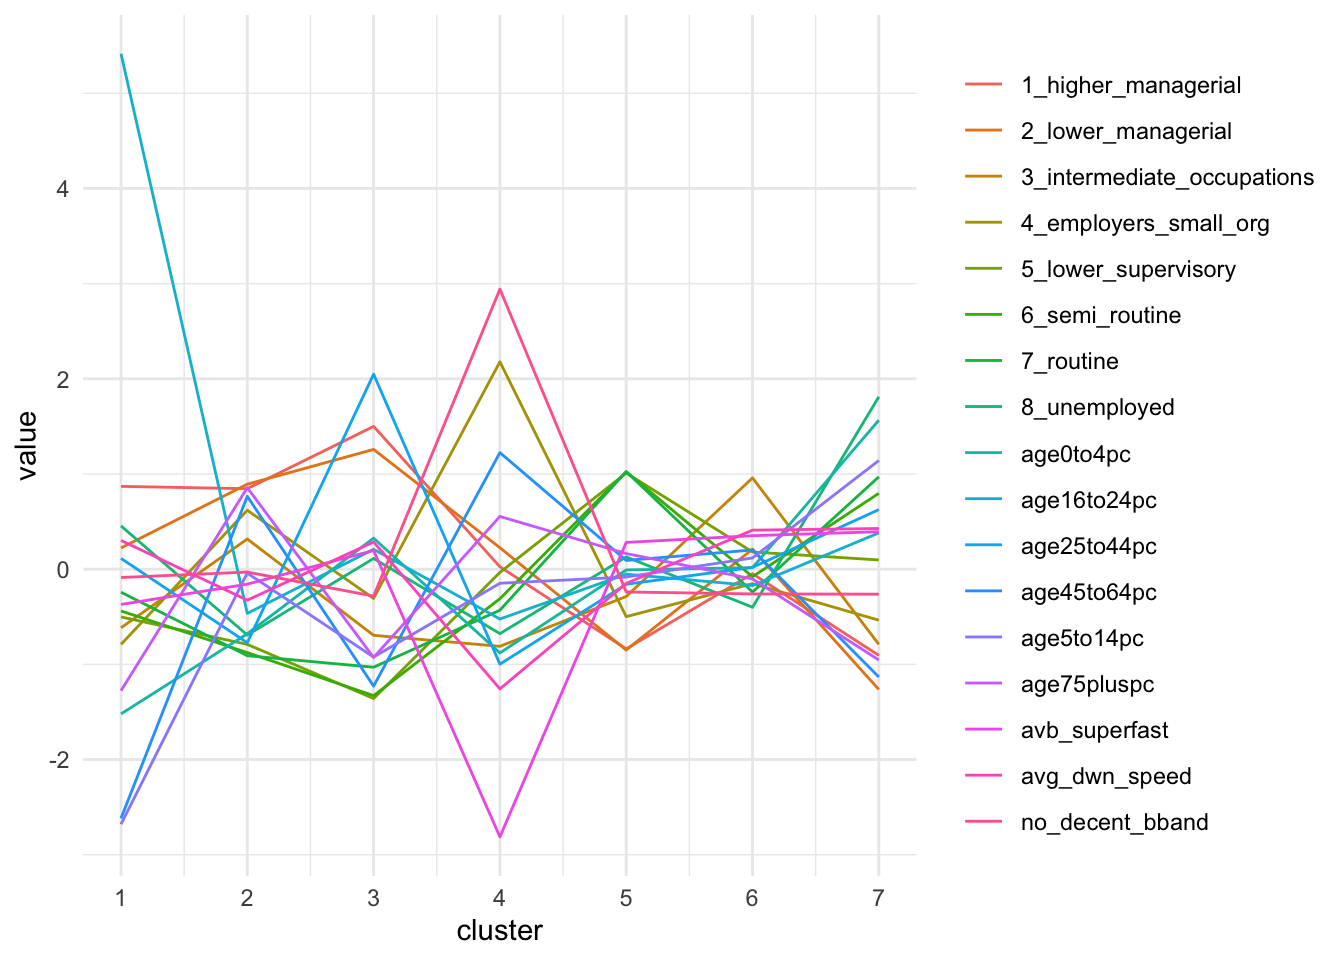 4
2
0
-2
value
1 2 3 4 5 6 7
cluster
1_higher_managerial
2_lower_managerial
3_intermediate_occupations
4_employers_small_org
5_lower_supervisory
6_semi_routine
7_routine
8_unemployed
age0to4pc
age16to24pc
age25to44pc
age45to64pc
age5to14pc
age75pluspc
avb_superfast
avg_dwn_speed
no_decent_bband